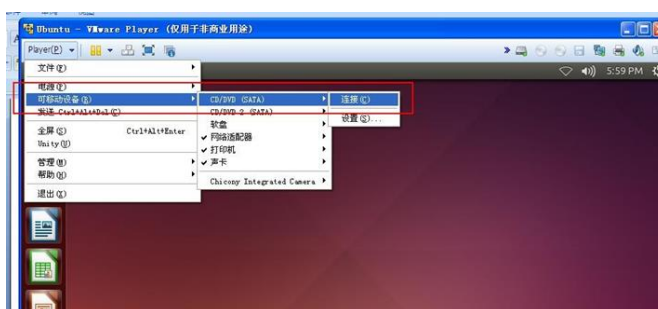 Ubuntu - VMware Player (仅用于非商业用途)
Player(P)
5:59 PM
文件(F)
电源(P)
可移动设备(R)
CD/DVD (SATA)
连接(C)
发送 Ctrl+Alt+Del(C)
CD/DVD 2 (SATA)
设置(S)...
软盘
全屏(S) Ctrl+Alt+Enter
网络适配器
Unity(U)
打印机
管理(M)
声卡
帮助(H)
Chicony Integrated Camera
退出(X)